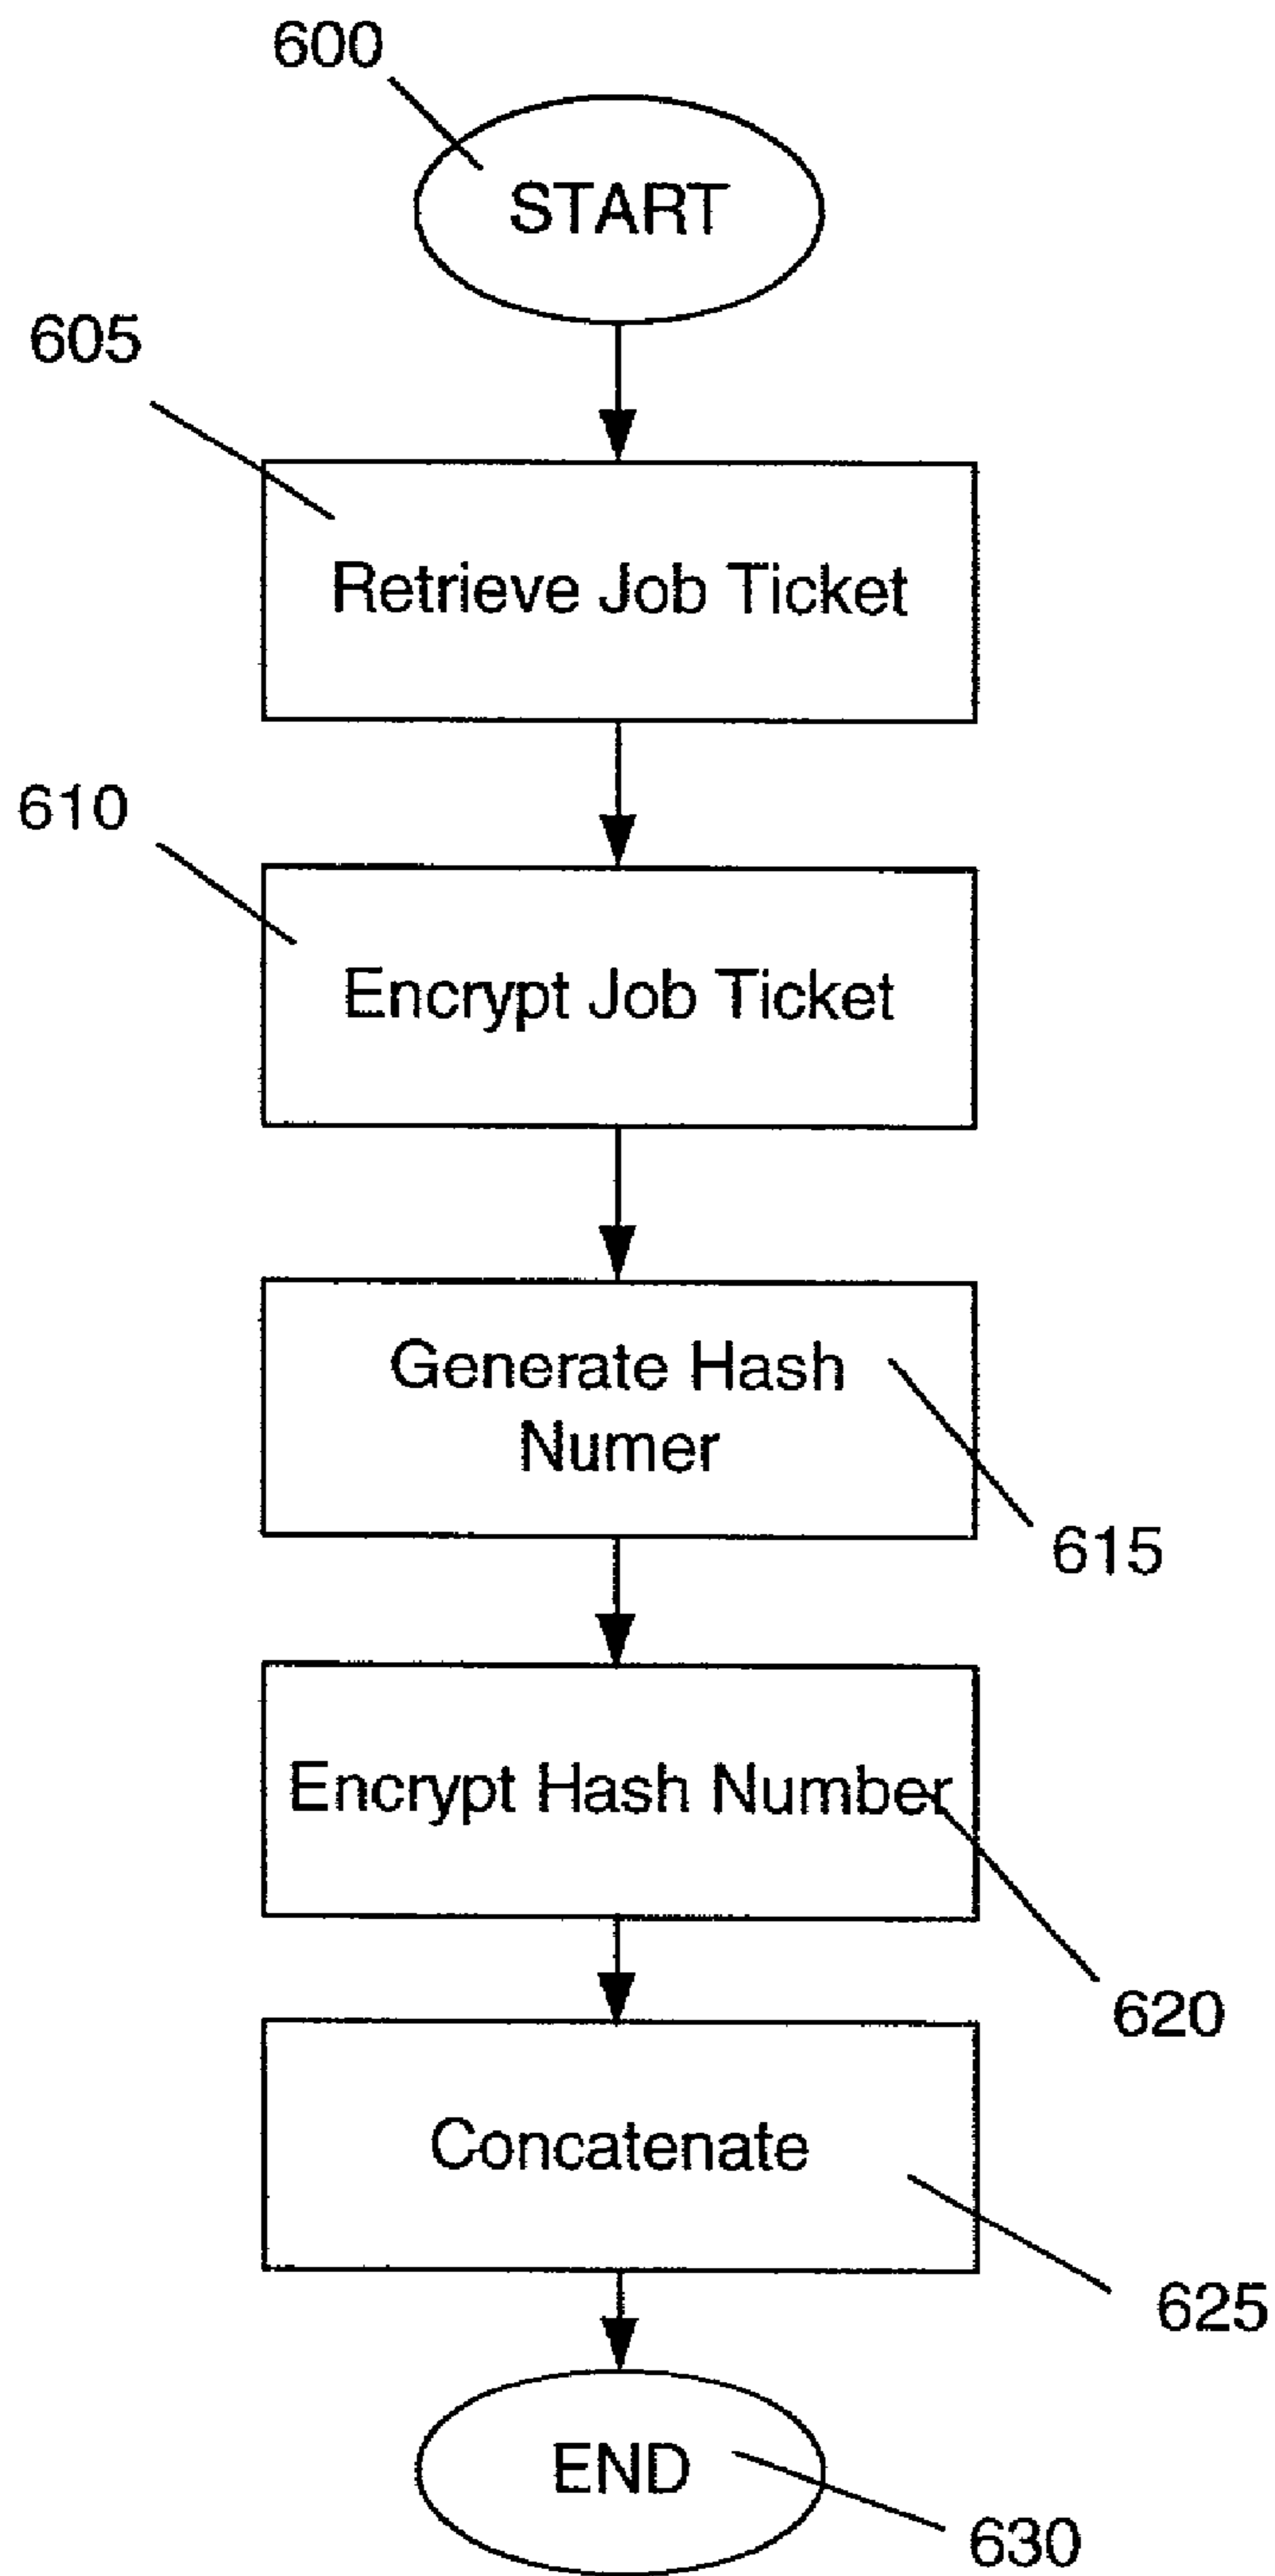 600
START
605
Retrieve Job Ticket
610
Encrypt Job Ticket
Generate Hash
Numer
615
Encrypt Hash Number
620
Concatenate
625
END
630